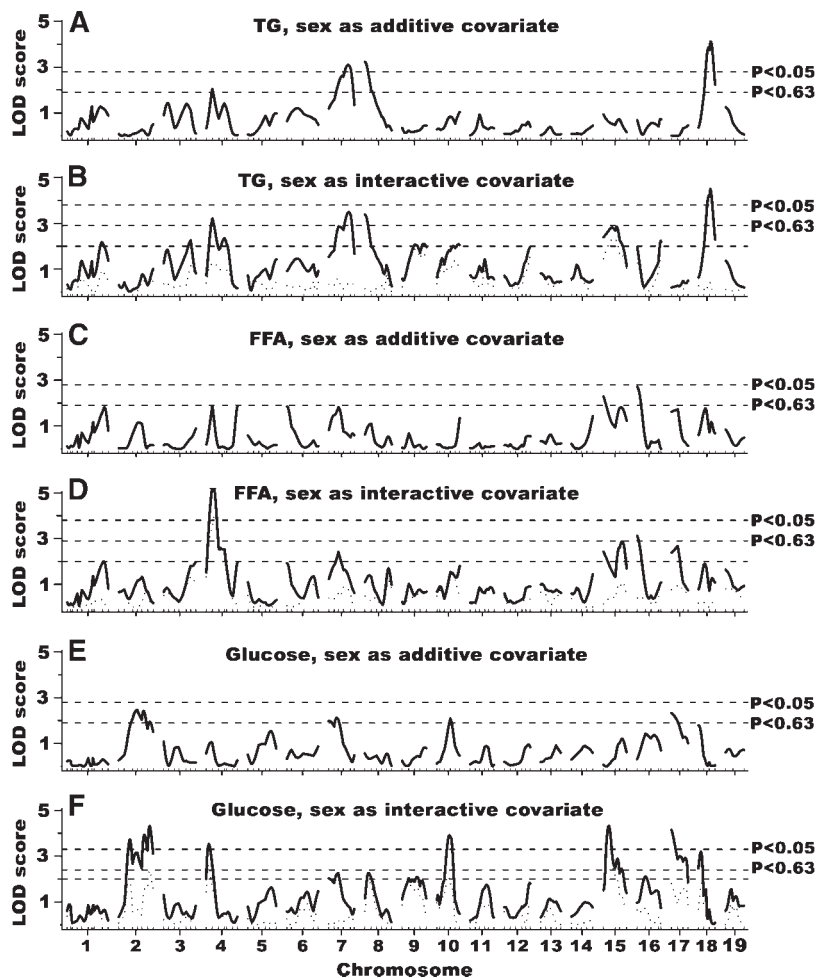 A
TG, sex as additive covariate
LOD score
5
3
1
P<0.05
P<0.63
B
TG, sex as interactive covariate
LOD score
5
3
1
P<0.05
P<0.63
C
FFA, sex as additive covariate
LOD score
5
3
1
P<0.05
P<0.63
D
FFA, sex as interactive covariate
LOD score
5
3
1
P<0.05
P<0.63
E
Glucose, sex as additive covariate
LOD score
5
3
1
P<0.05
P<0.63
F
Glucose, sex as interactive covariate
LOD score
5
3
1
P<0.05
P<0.63
1 2 3 4 5 6 7 8 9 10 11 12 13 14 15 16 17 18 19
Chromosome